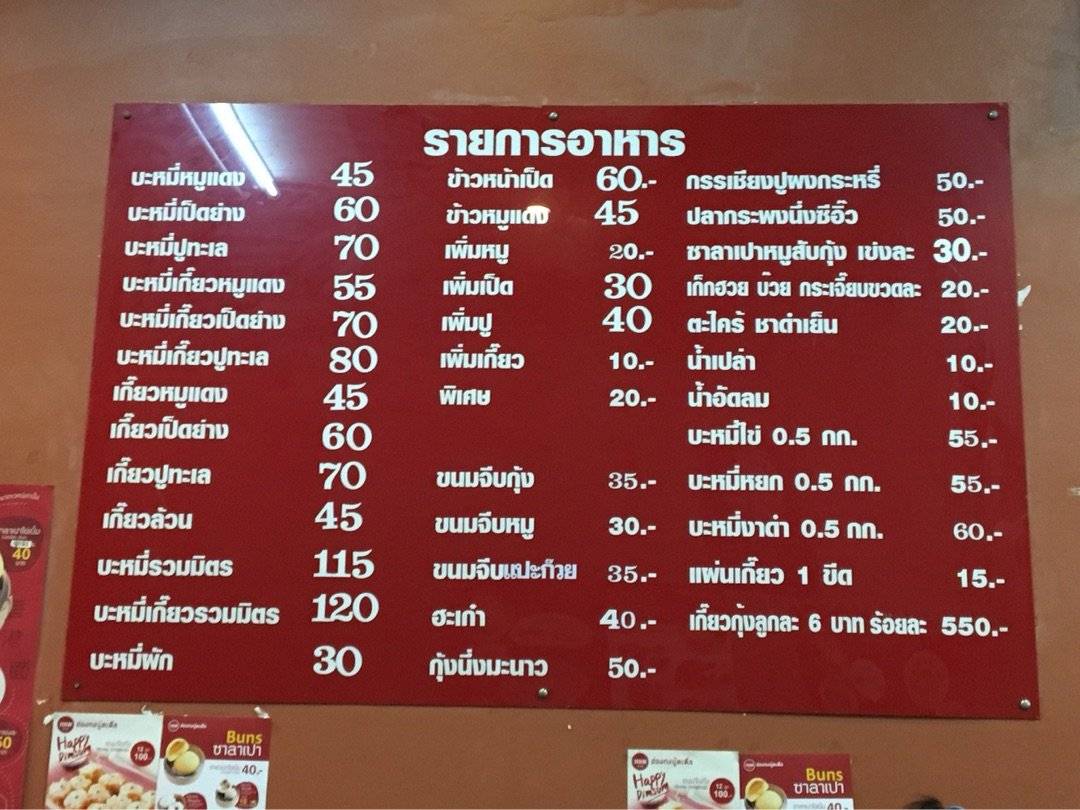 รายการอาหาร
บะหมี่หมูแดง 45
บะหมี่เป็ดย่าง 60
บะหมี่ปูทะเล 70
บะหมี่เกี๊ยวหมูแดง 55
บะหมี่เกี๊ยวเป็ดย่าง 70
บะหมี่เกี๊ยวปูทะเล 80
เกี๊ยวหมูแดง 45
เกี๊ยวเป็ดย่าง 60
เกี๊ยวปูทะเล 70
เกี๊ยวล้วน 45
บะหมี่รวมมิตร 115
บะหมี่เกี๊ยวรวมมิตร 120
บะหมี่ผัก 30
ข้าวหน้าเป็ด 60.-
ข้าวหมูแดง 45
เพิ่มหมู 20.-
เพิ่มเป็ด 30
เพิ่มปู 40
เพิ่มเกี๊ยว 10.-
พิเศษ 20.-
ขนมจีบกุ้ง 35.-
ขนมจีบหมู 30.-
ขนมจีบแปะก๊วย 35.-
ฮะเก๋า 40.-
กุ้งนึ่งมะนาว 50.-
กรรเชียงปูผงกระหรี่ 50.-
ปลากระพงนึ่งซีอิ๊ว 50.-
ซาลาเปาหมูสับกุ้ง เข่งละ 30.-
เก็กฮวย บ๊วย กระเจี๊ยบขวดละ 20.-
ตะไคร้ ชาดำเย็น 20.-
น้ำเปล่า 10.-
น้ำอัดลม 10.-
บะหมี่ไข่ 0.5 กก. 55.-
บะหมี่หยก 0.5 กก. 55.-
บะหมี่งาดำ 0.5 กก. 60.-
แผ่นเกี๊ยว 1 ขีด 15.-
เกี๊ยวกุ้งลูกละ 6 บาท ร้อยละ 550.-
40
Happy Dimsum
12
100
Buns
ซาลาเปา
40.-
Happy Dimsum
12
100
Buns
ซาลาเปา
40.-